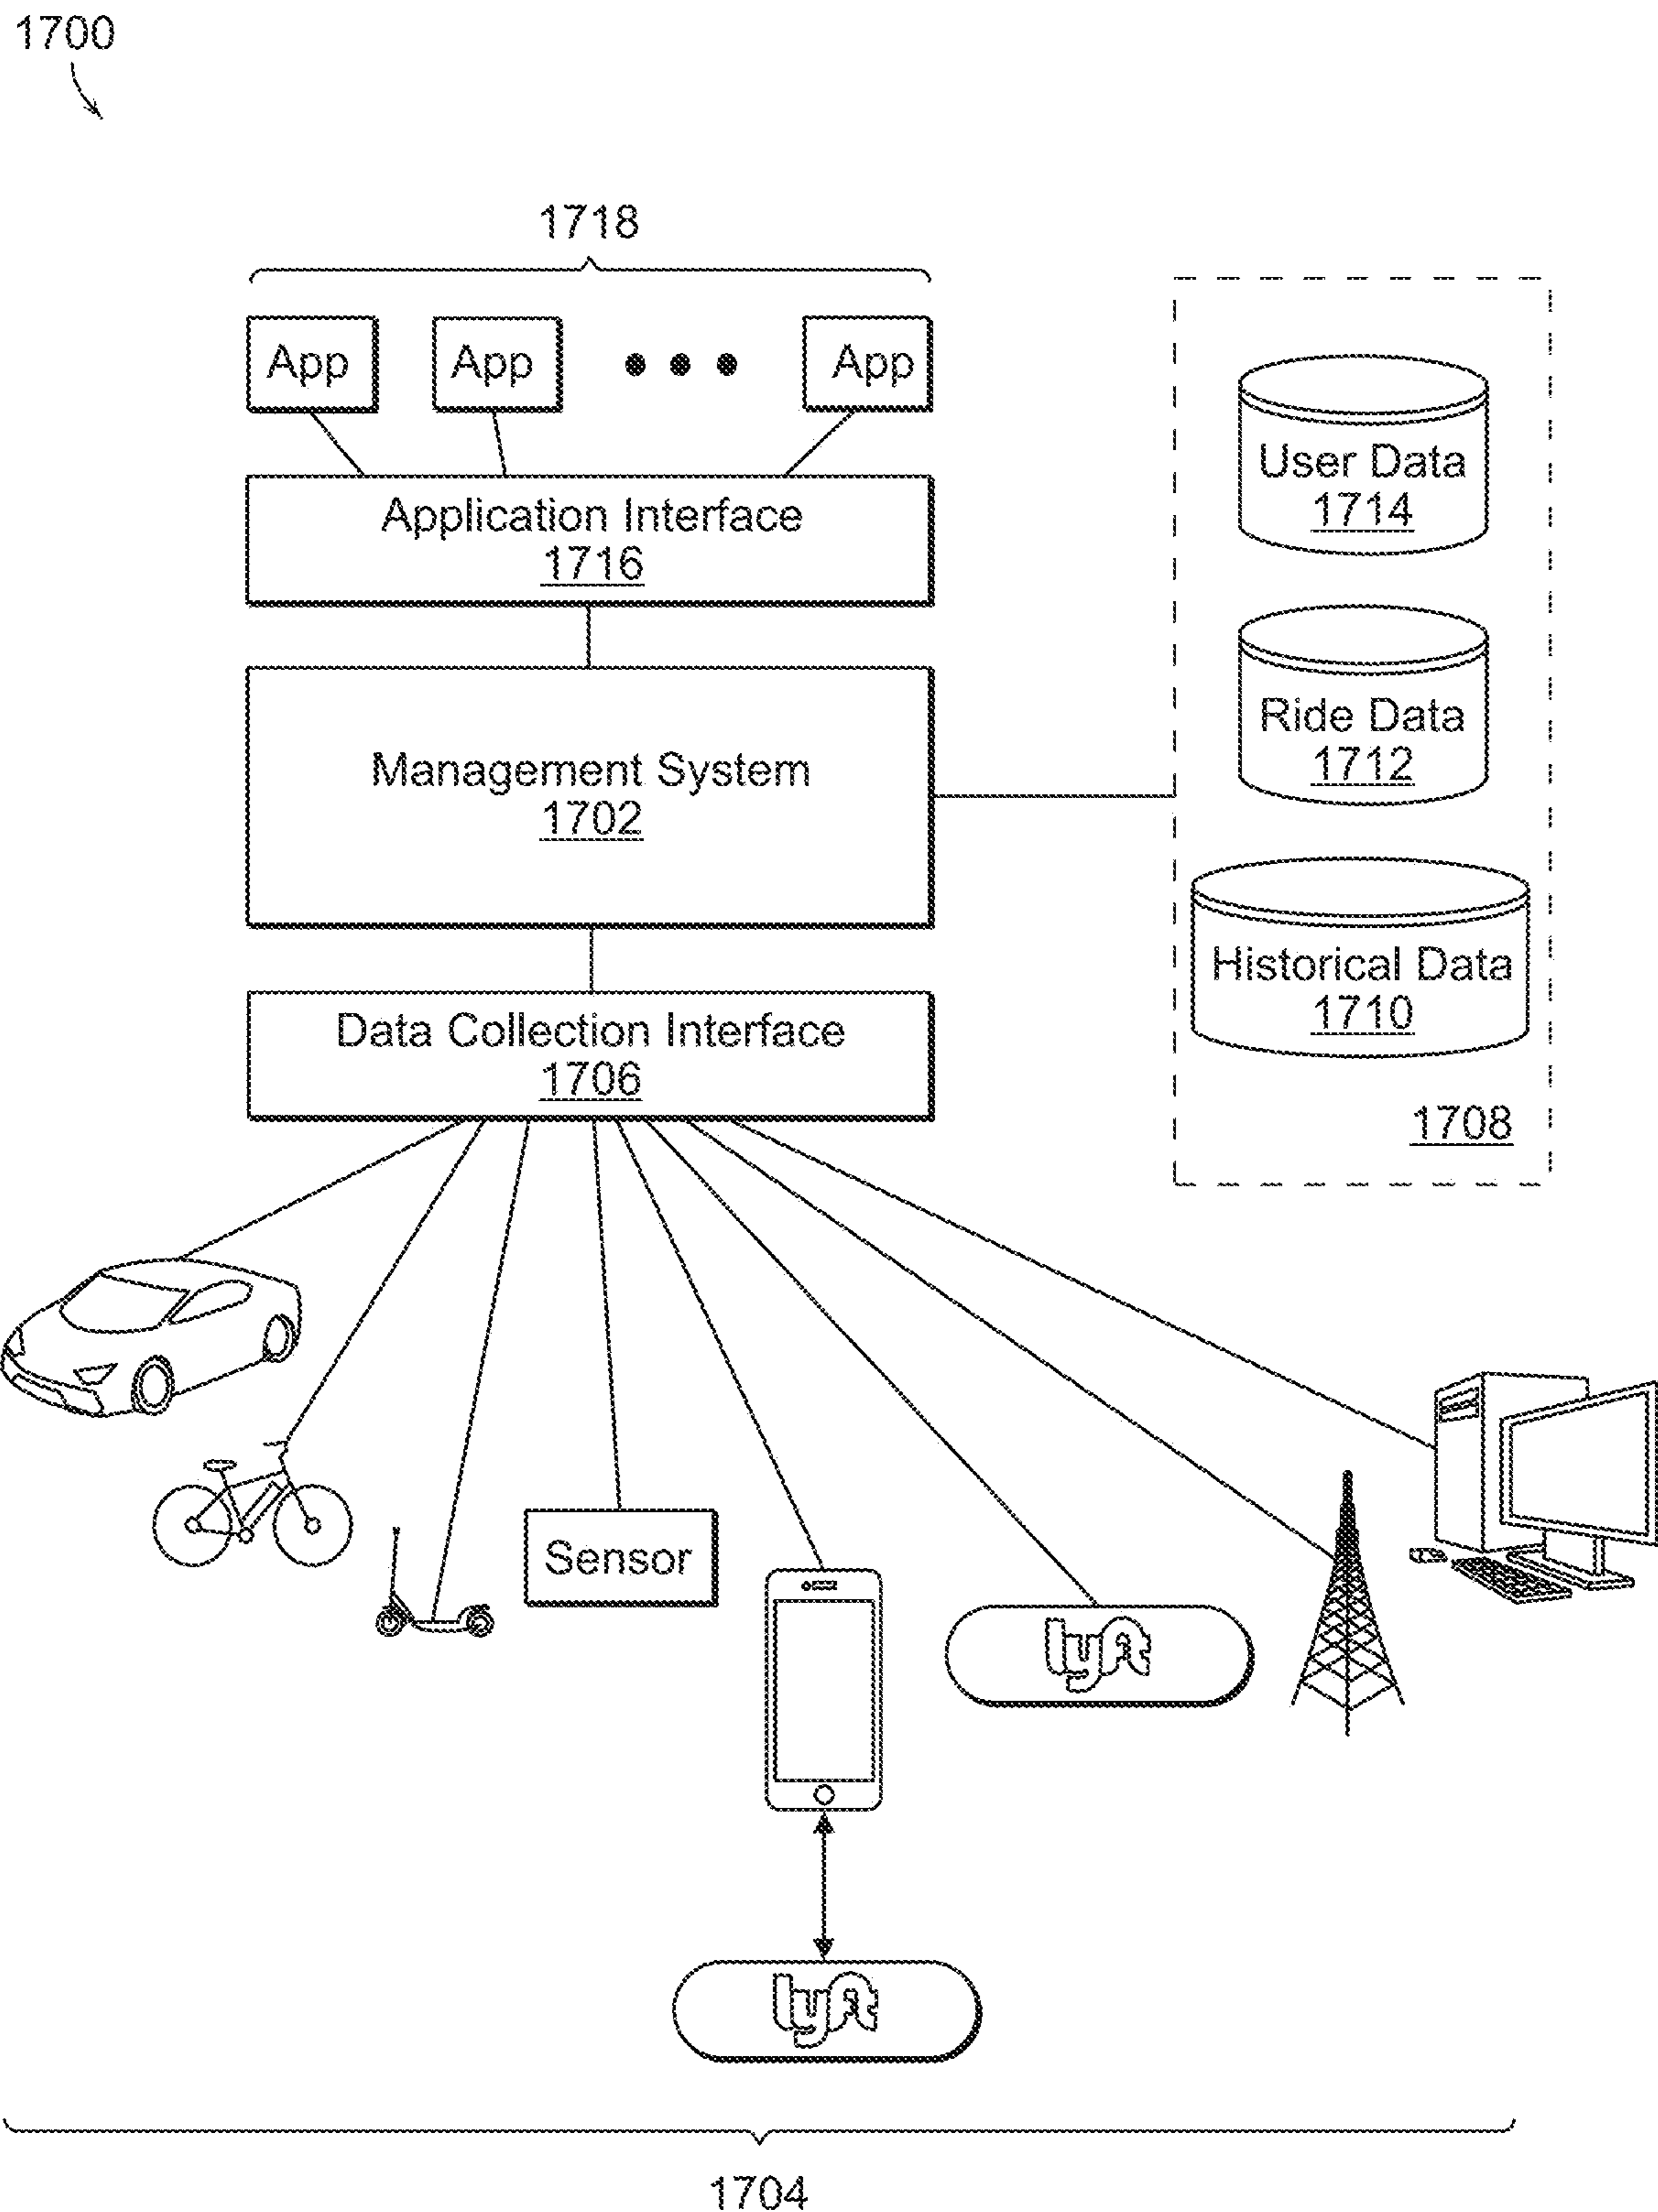 1700
1718
App App App
Application Interface
1716
Management System
1702
Data Collection Interface
1706
User Data
1714
Ride Data
1712
Historical Data
1710
1708
Sensor
lyft
lyft
1704